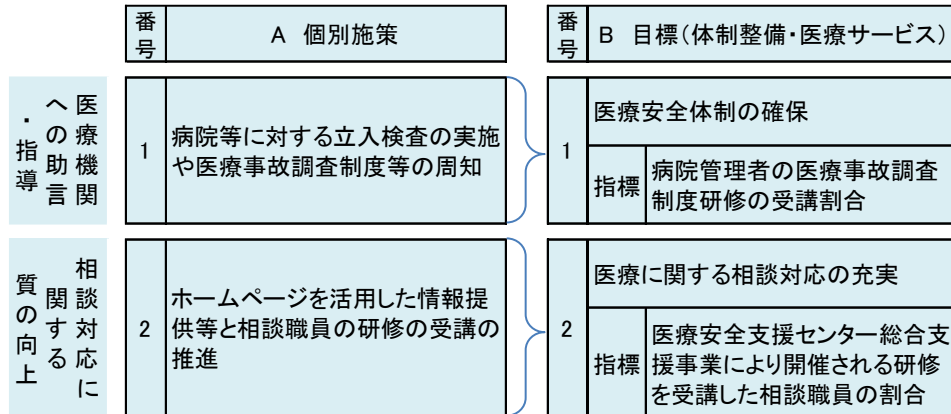 番号
A 個別施策
番号
B 目標(体制整備・医療サービス)
医療機関
への助言
・指導
1
病院等に対する立入検査の実施
や医療事故調査制度等の周知
1
医療安全体制の確保
指標
病院管理者の医療事故調査
制度研修の受講割合
相談対応に
関する
質の向上
2
ホームページを活用した情報提
供等と相談職員の研修の受講の
推進
2
医療に関する相談対応の充実
指標
医療安全支援センター総合支
援事業により開催される研修
を受講した相談職員の割合